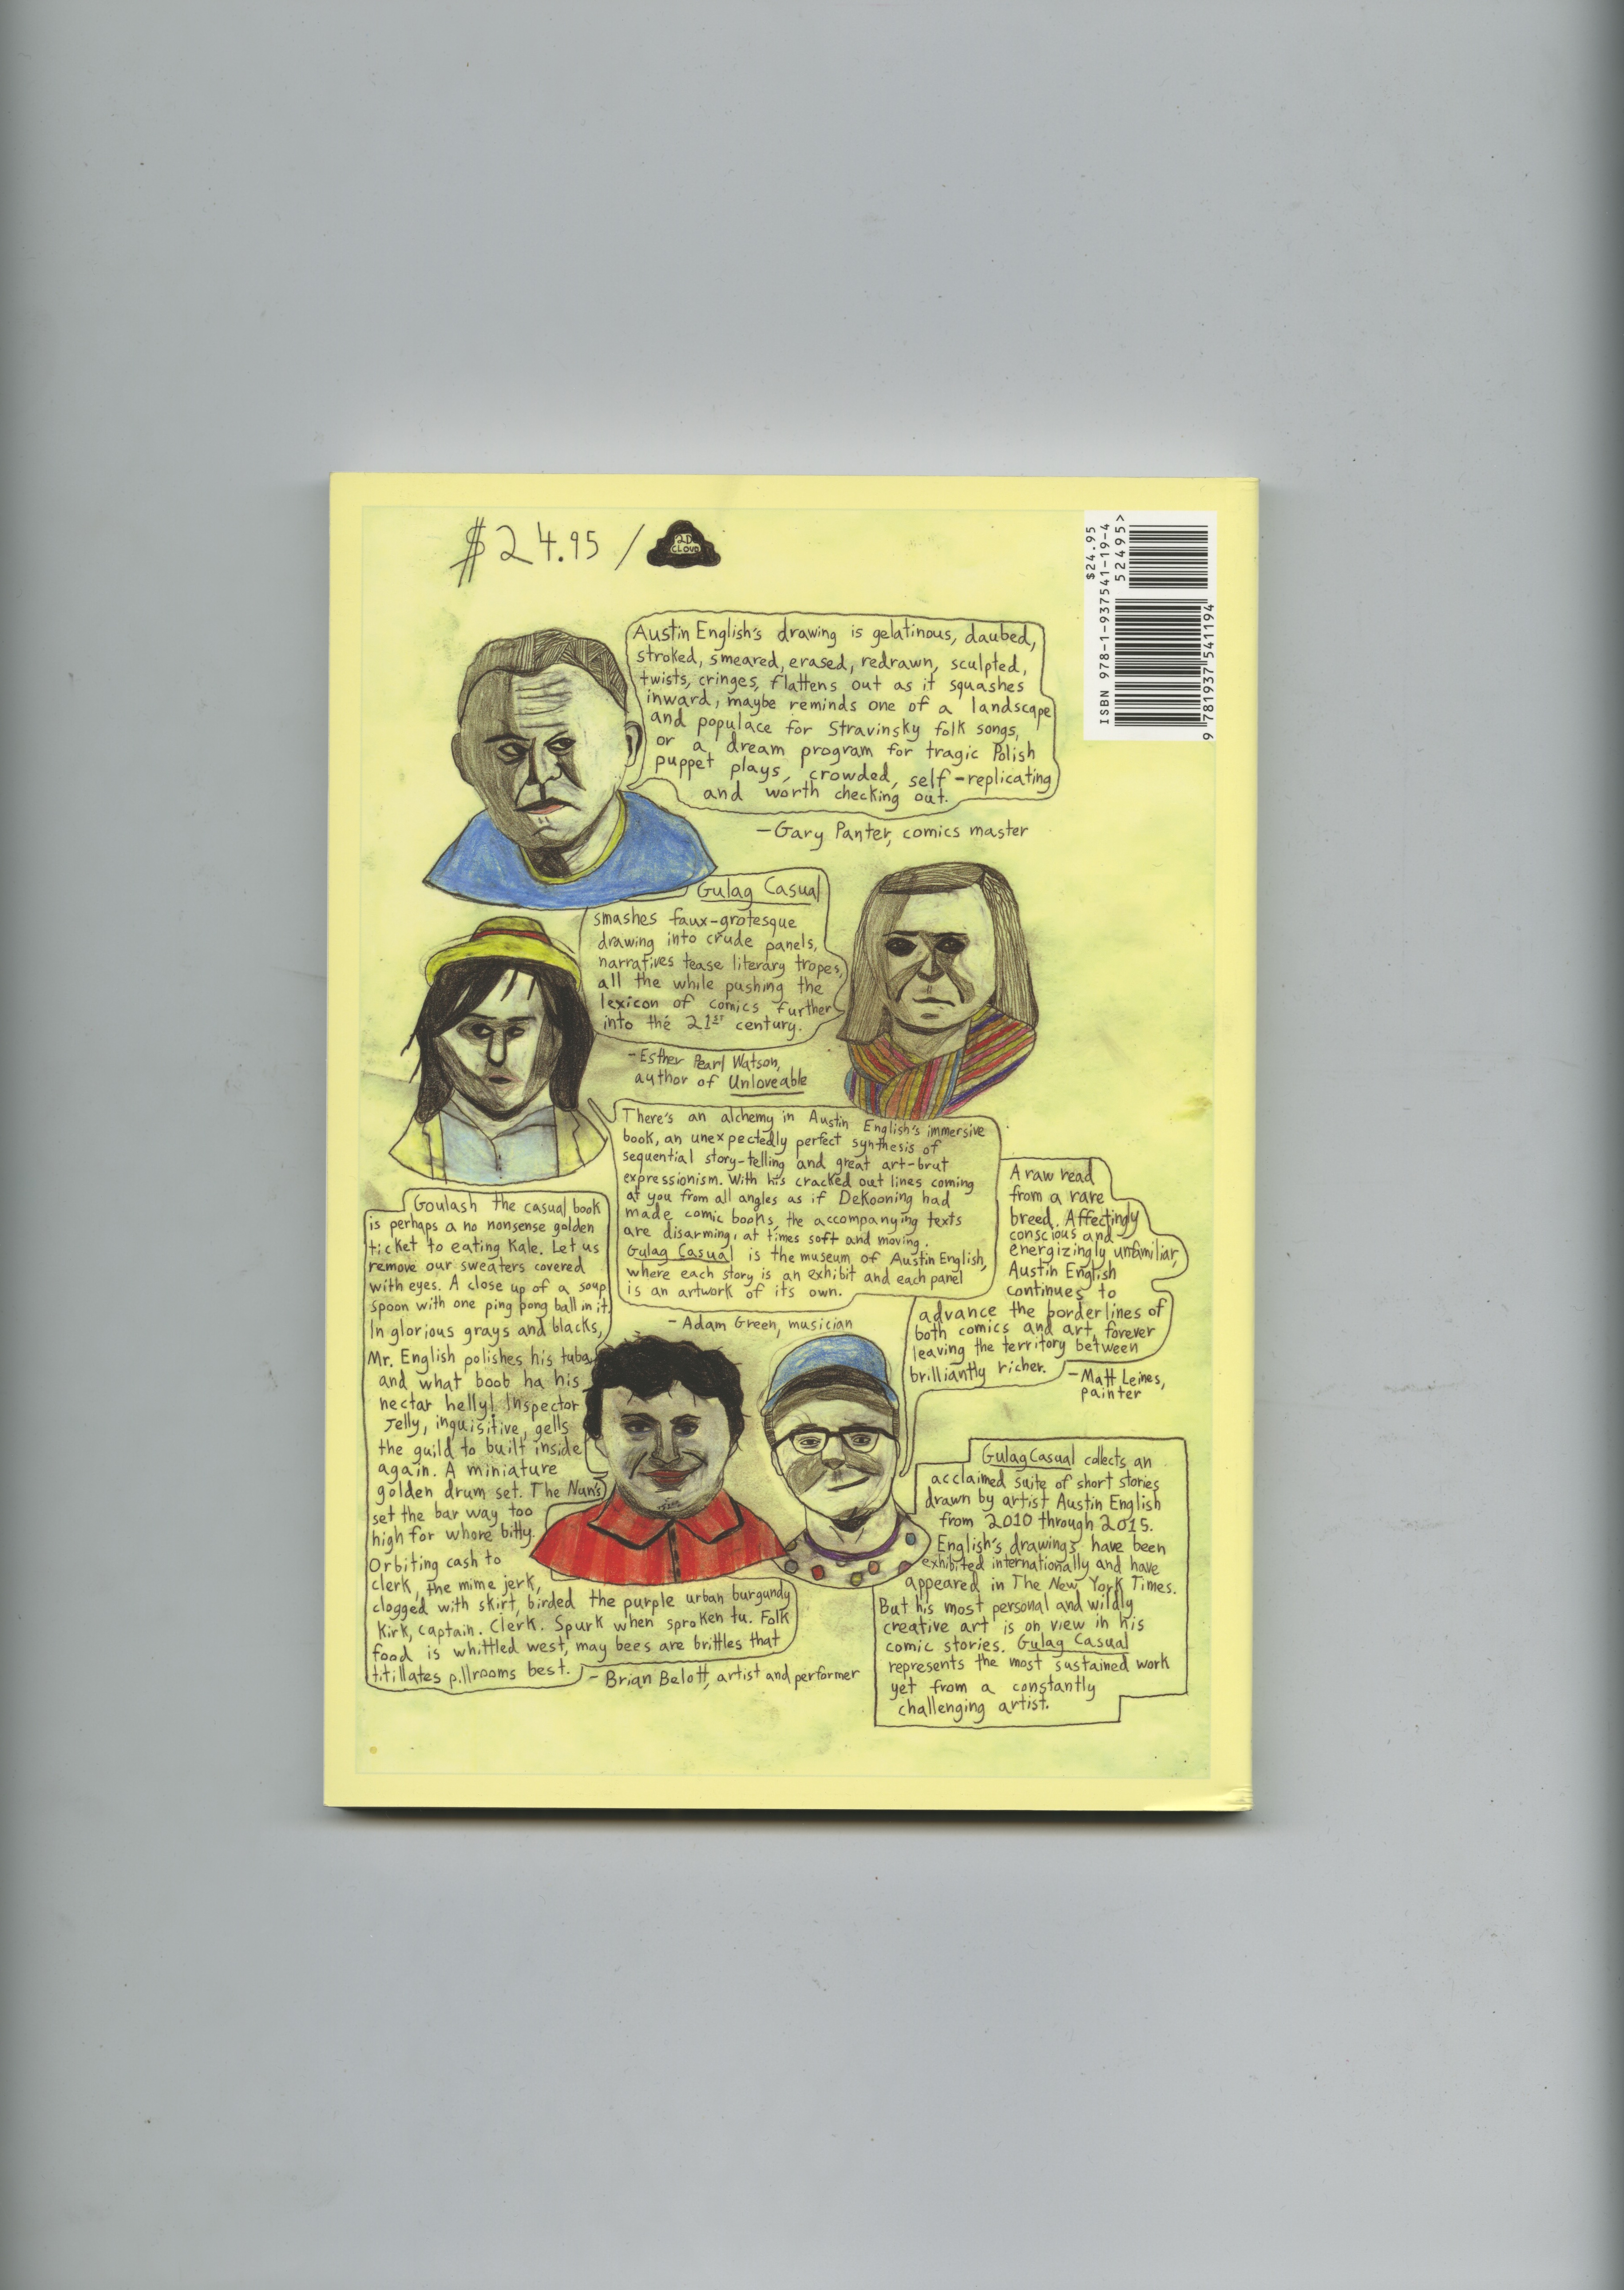 $24.95 /
2D
CLOUD
$24.95
ISBN 978-1-937541-19-4
52495>
9 781937 541194
Austin English's drawing is gelatinous, daubed,
stroked, smeared, erased, redrawn, sculpted,
twists, cringes, flattens out as it squashes
inward, maybe reminds one of a landscape
and populace for Stravinsky folk songs,
or a dream program for tragic Polish
puppet plays, crowded, self-replicating
and worth checking out.
-Gary Panter, comics master
Gulag Casual
smashes faux-grotesque
drawing into crude panels,
narratives tease literary tropes,
all the while pushing the
lexicon of comics further
into the 21st century.
-Esther Pearl Watson,
author of Unloveable
There's an alchemy in Austin English's immersive
book, an unexpectedly perfect synthesis of
sequential story-telling and great art-brut
expressionism. With his cracked out lines coming
at you from all angles as if DeKooning had
made comic books, the accompanying texts
are disarming, at times soft and moving.
Gulag Casual is the museum of Austin English,
where each story is an exhibit and each panel
is an artwork of its own.
- Adam Green, musician
A raw read
from a rare
breed. Affectingly
conscious and
energizingly unfamiliar,
Austin English
continues to
advance the borderlines of
both comics and art, forever
leaving the territory between
brilliantly richer.
-Matt Leines,
painter
Goulash the casual book
is perhaps a no nonsense golden
ticket to eating Kale. Let us
remove our sweaters covered
with eyes. A close up of a soup
spoon with one ping pong ball in it.
In glorious grays and blacks,
Mr. English polishes his tuba
and what boob ha his
nectar helly! Inspector
Jelly, inquisitive, gells
the guild to built inside
again. A miniature
golden drum set. The Nun's
set the bar way too
high for whore bitty.
Orbiting cash to
clerk, the mime jerk,
clogged with skirt, birded the purple urban burgundy
Kirk, captain. Clerk. Spurk when sproken tu. Folk
food is whittled west, may bees are brittles that
titillates pillrooms best.
- Brian Belott, artist and performer
Gulag Casual collects an
acclaimed suite of short stories
drawn by artist Austin English
from 2010 through 2015.
English's drawings have been
exhibited internationally and have
appeared in The New York Times.
But his most personal and wildly
creative art is on view in his
comic stories. Gulag Casual
represents the most sustained work
yet from a constantly
challenging artist.